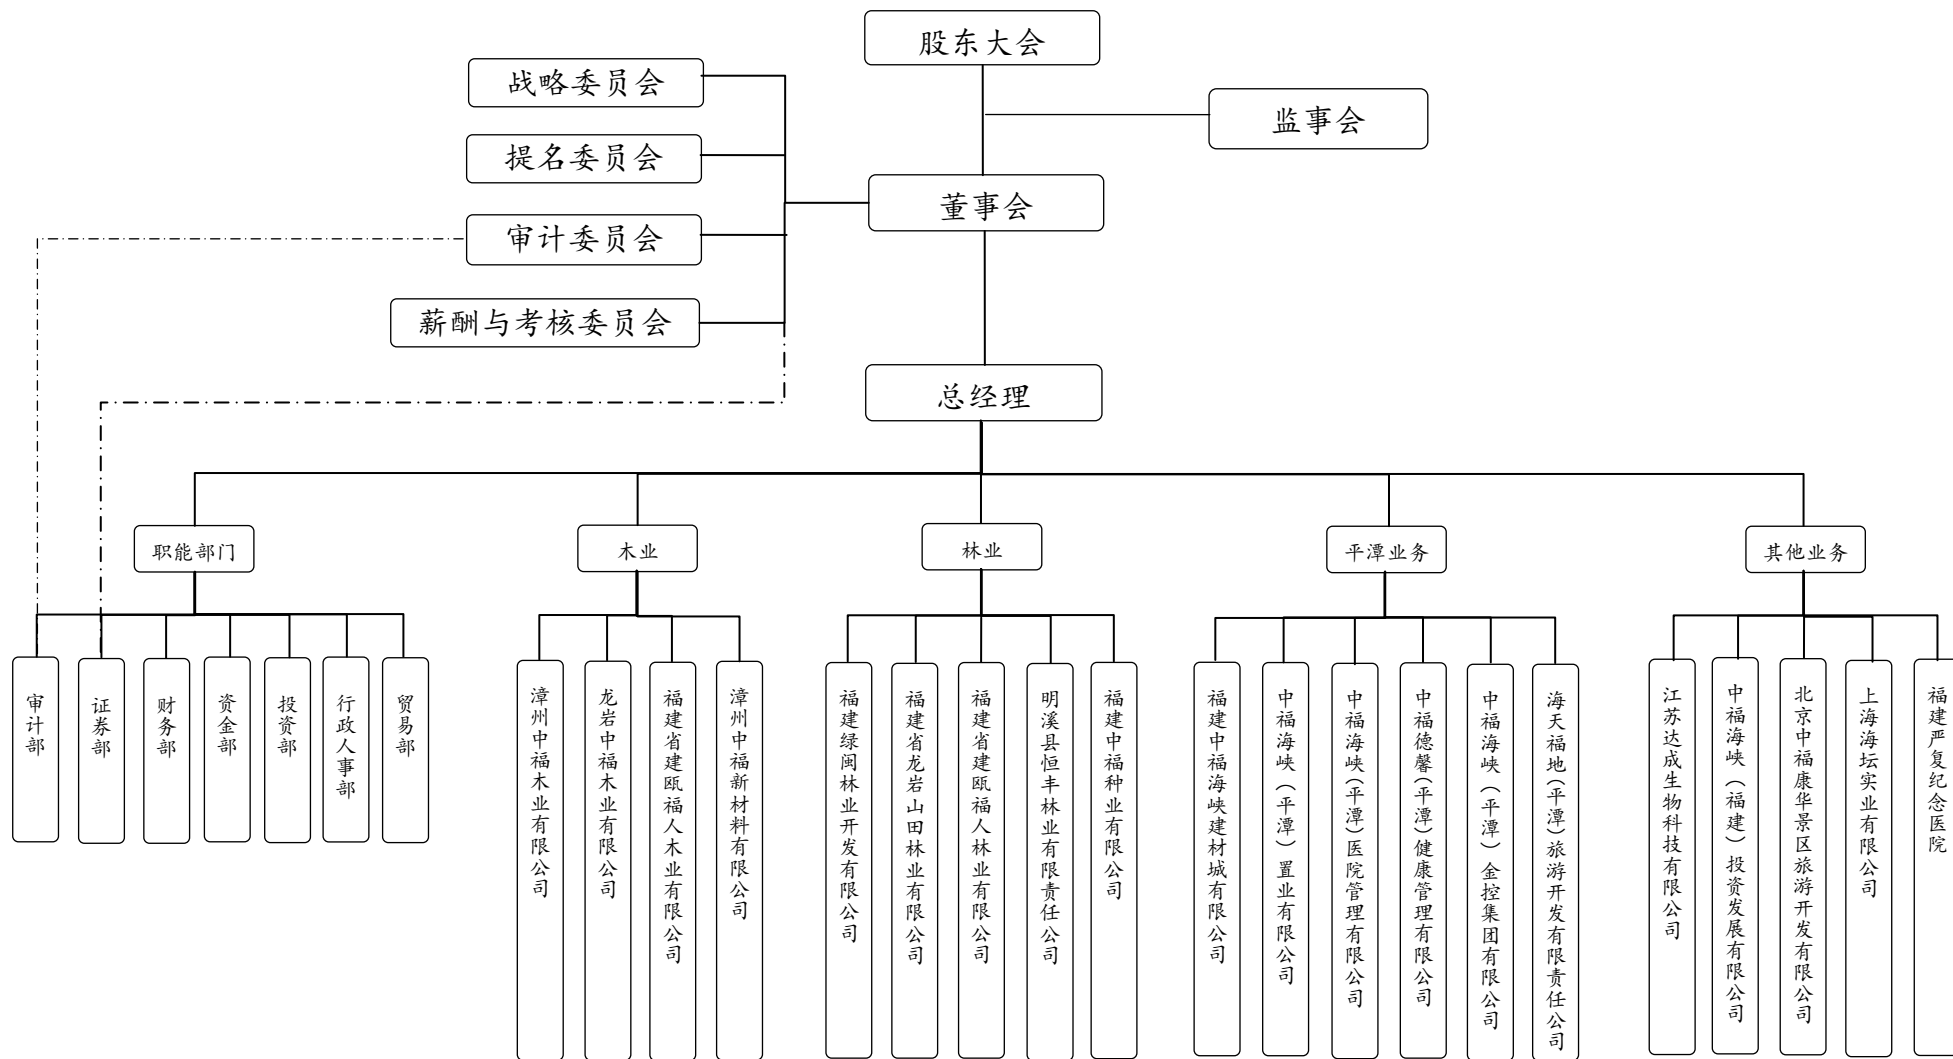 股东大会
战略委员会
监事会
提名委员会
董事会
审计委员会
薪酬与考核委员会
总经理
职能部门
木业
林业
平潭业务
其他业务
审计部
证券部
财务部
资金部
投资部
行政人事部
贸易部
漳州中福木业有限公司
龙岩中福木业有限公司
福建省建瓯福人木业有限公司
漳州中福新材料有限公司
福建绿闽林业开发有限公司
福建省龙岩山田林业有限公司
福建省建瓯福人林业有限公司
明溪县恒丰林业有限责任公司
福建中福种业有限公司
福建中福海峡建材城有限公司
中福海峡（平潭）置业有限公司
中福海峡(平潭)医院管理有限公司
中福德馨(平潭)健康管理有限公司
中福海峡（平潭）金控集团有限公司
海天福地(平潭)旅游开发有限责任公司
江苏达成生物科技有限公司
中福海峡（福建）投资发展有限公司
北京中福康华景区旅游开发有限公司
上海海坛实业有限公司
福建严复纪念医院